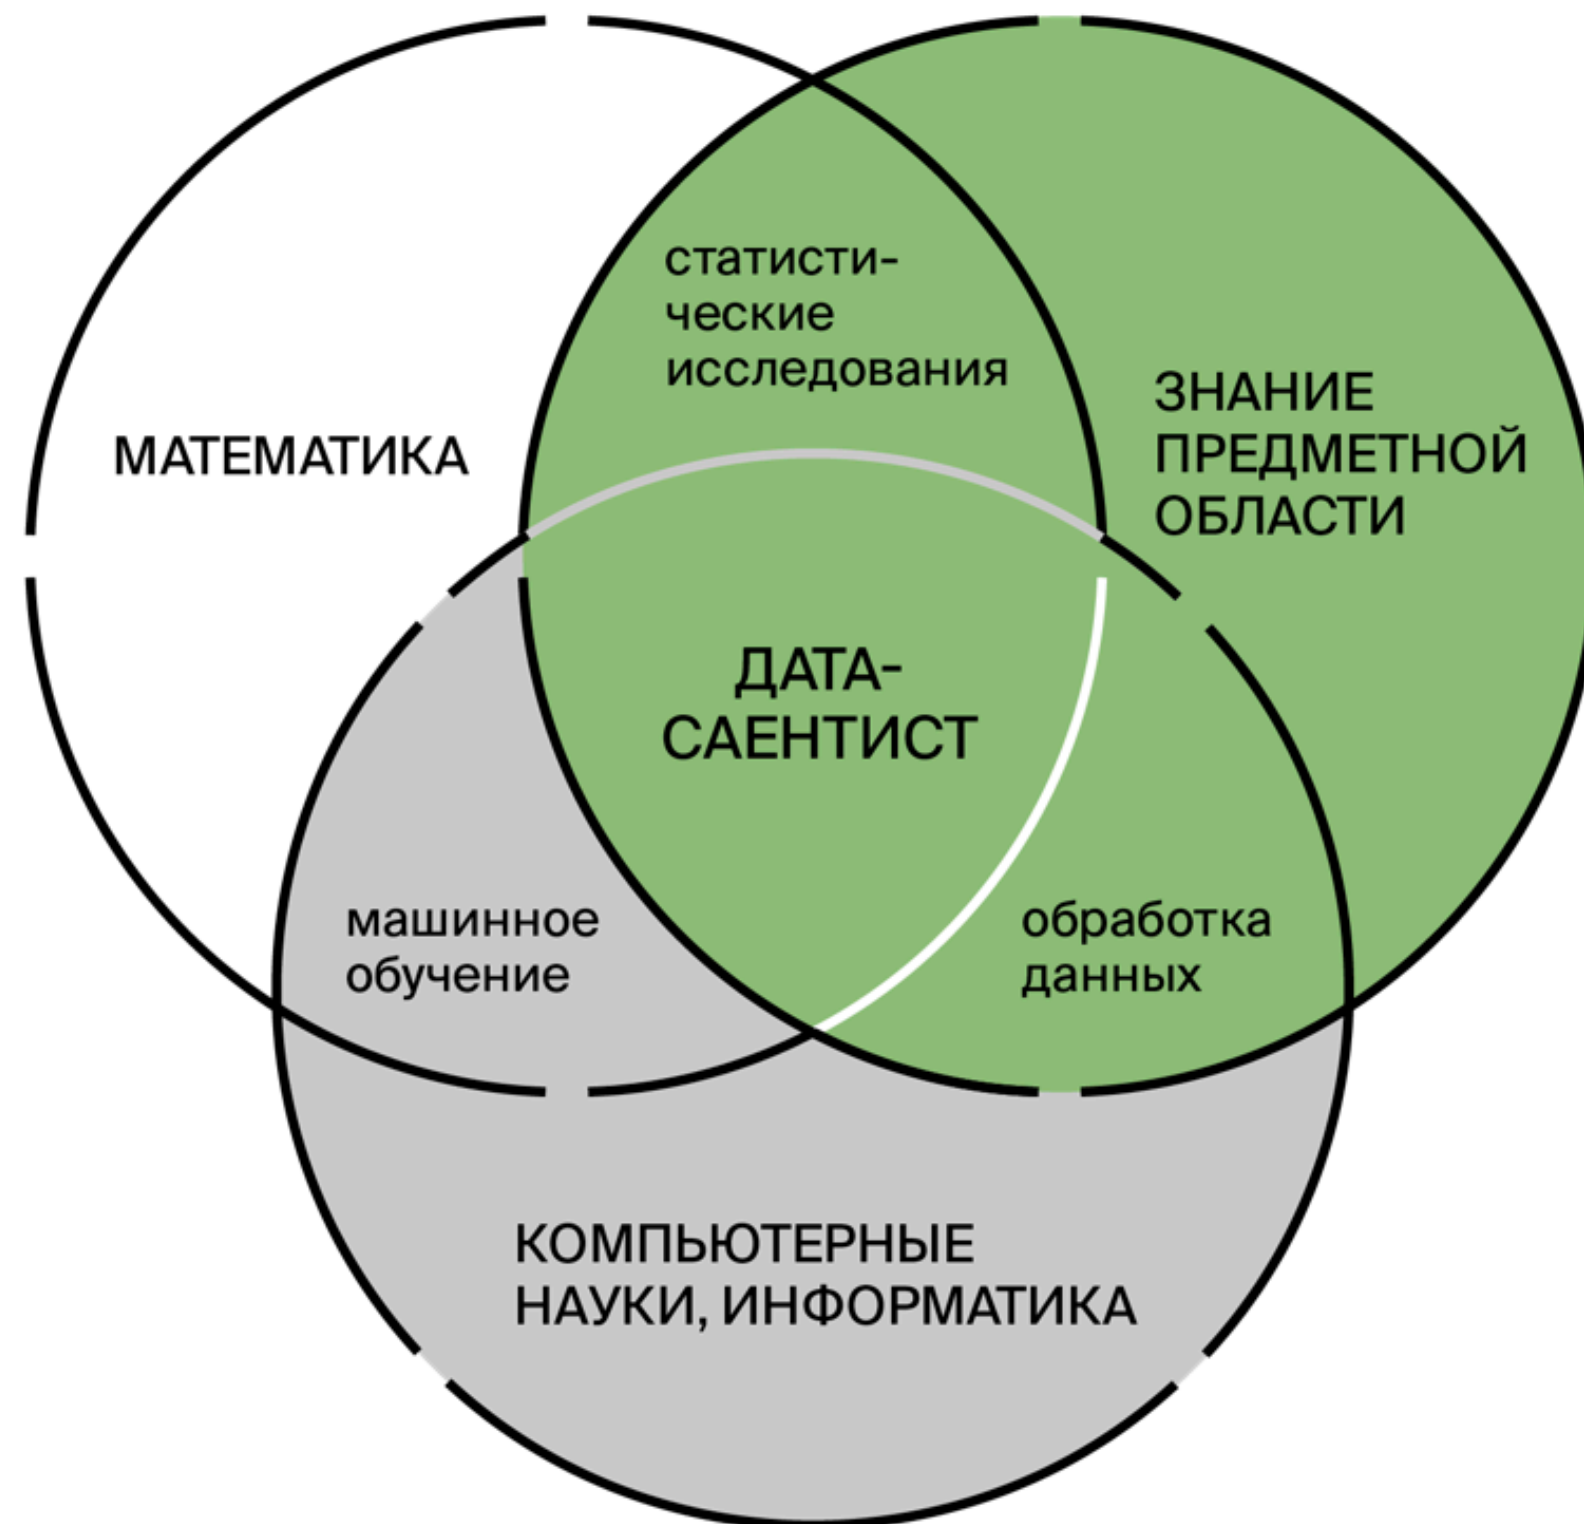 статисти-
ческие
исследования
МАТЕМАТИКА
ЗНАНИЕ
ПРЕДМЕТНОЙ
ОБЛАСТИ
ДАТА-
САЕНТИСТ
машинное
обучение
обработка
данных
КОМПЬЮТЕРНЫЕ
НАУКИ, ИНФОРМАТИКА